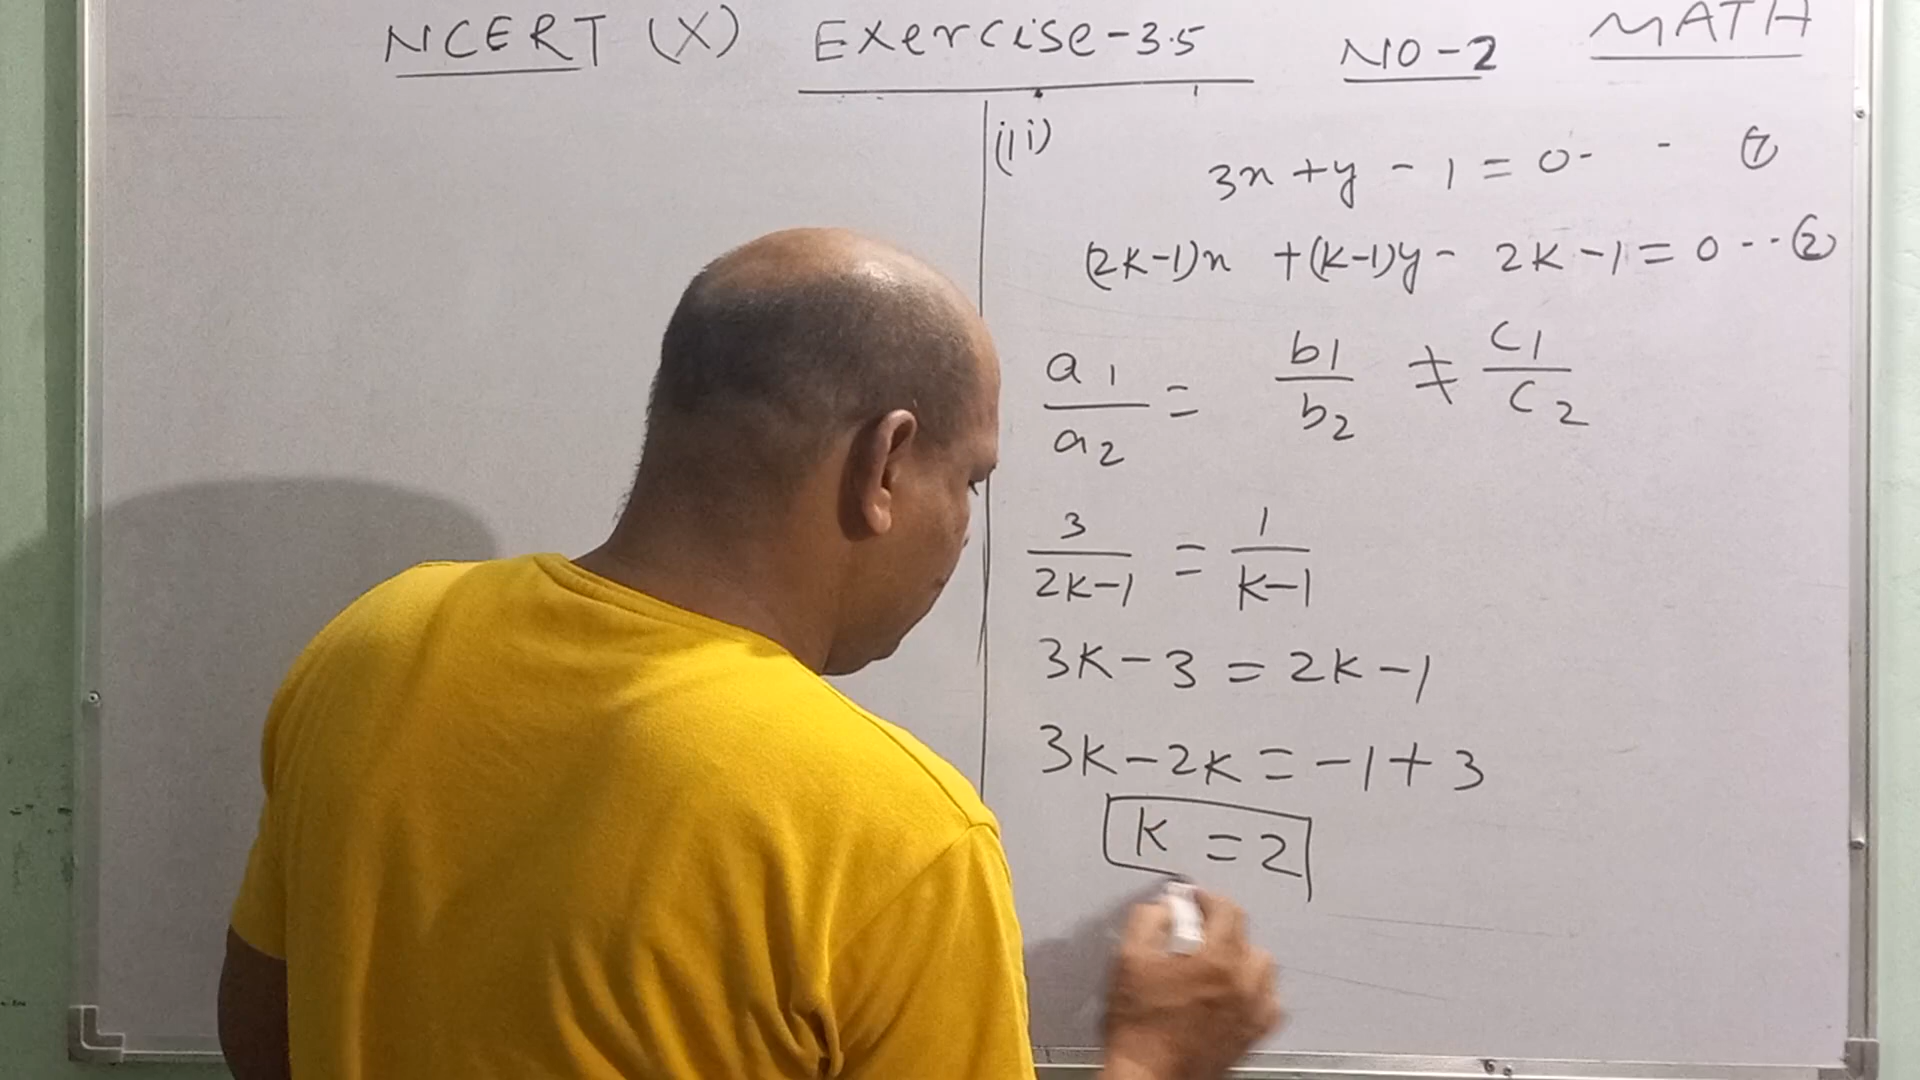 NCERT (X) Exercise-3.5 NO-2 MATH
(ii)
3x + y - 1 = 0 - - ①
(2k-1)x + (k-1)y - 2k - 1 = 0 -- ②
a1/a2 = b1/b2 ≠ c1/c2
3/2k-1 = 1/k-1
3k - 3 = 2k - 1
3k - 2k = -1 + 3
k = 2